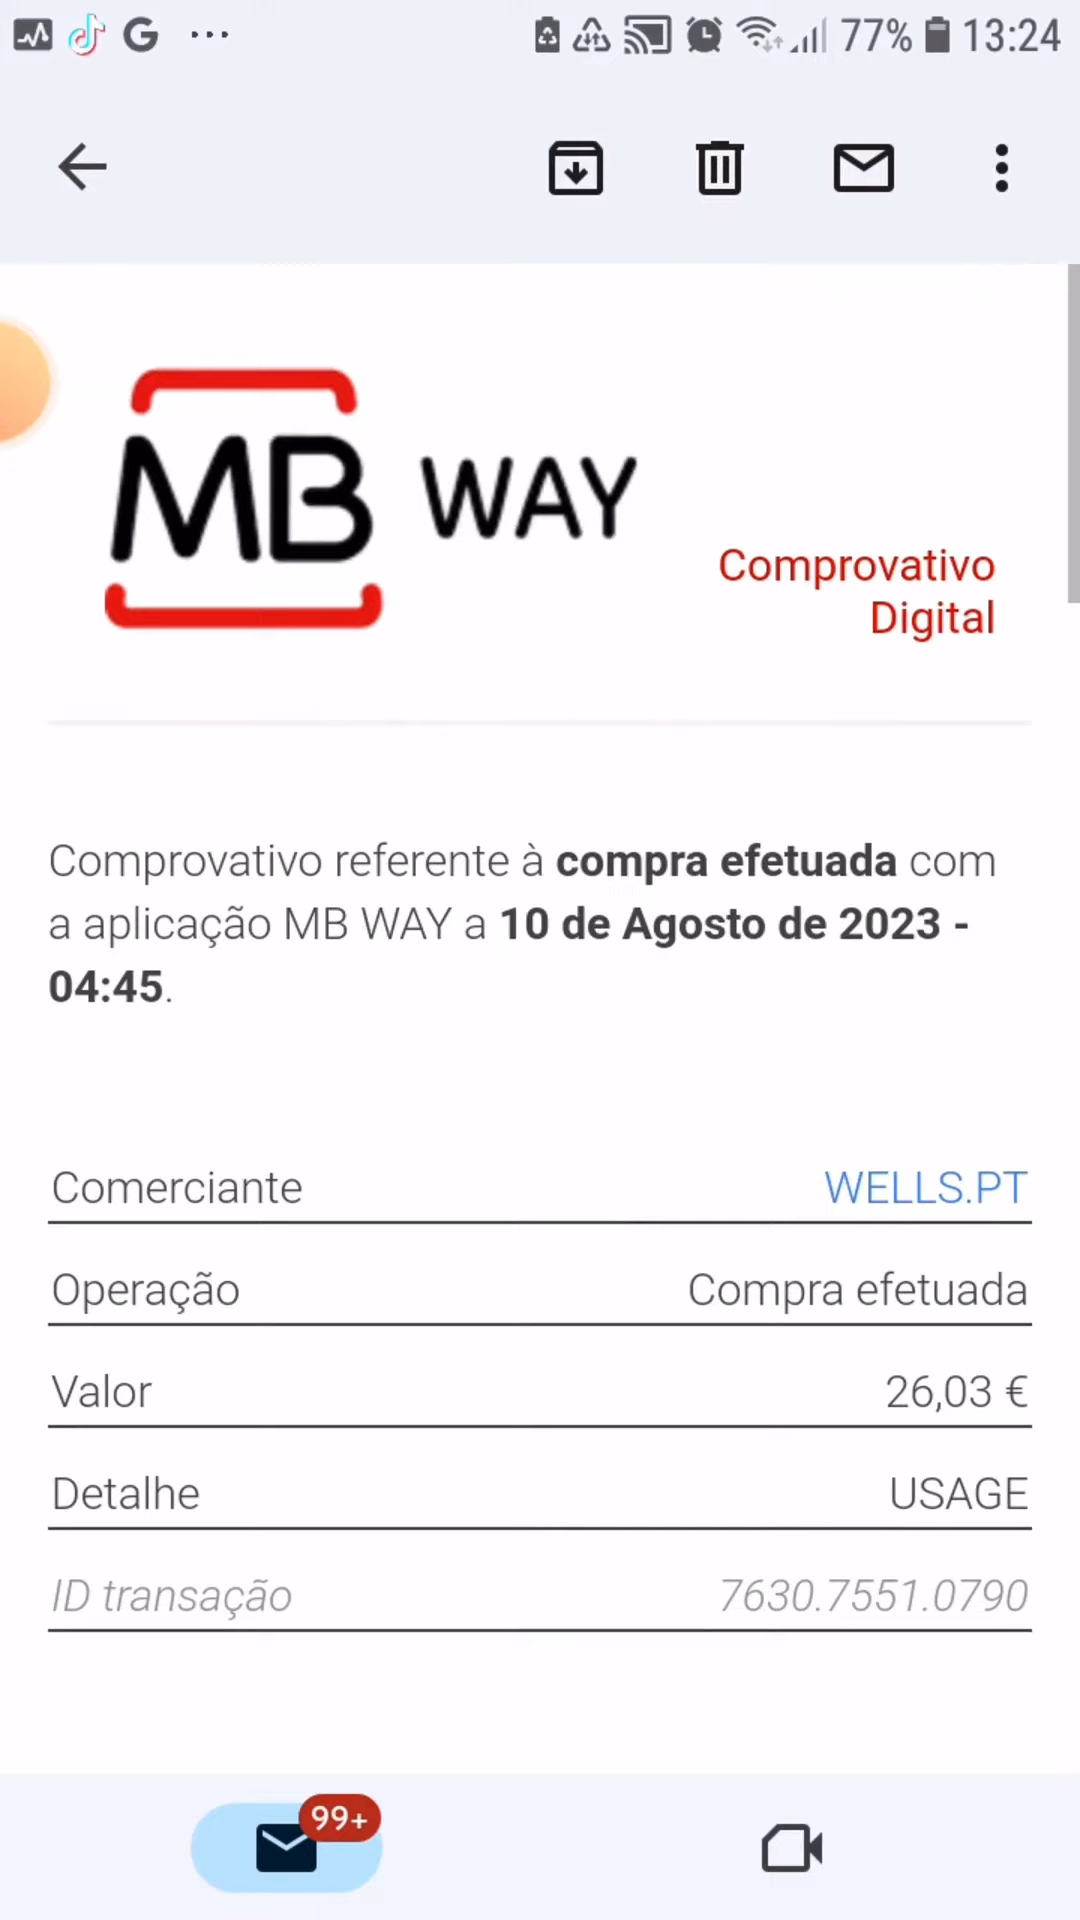 77% 13:24
MB WAY
Comprovativo
Digital
Comprovativo referente à compra efetuada com
a aplicação MB WAY a 10 de Agosto de 2023 -
04:45.
Comerciante WELLS.PT
Operação Compra efetuada
Valor 26,03 €
Detalhe USAGE
ID transação 7630.7551.0790
99+